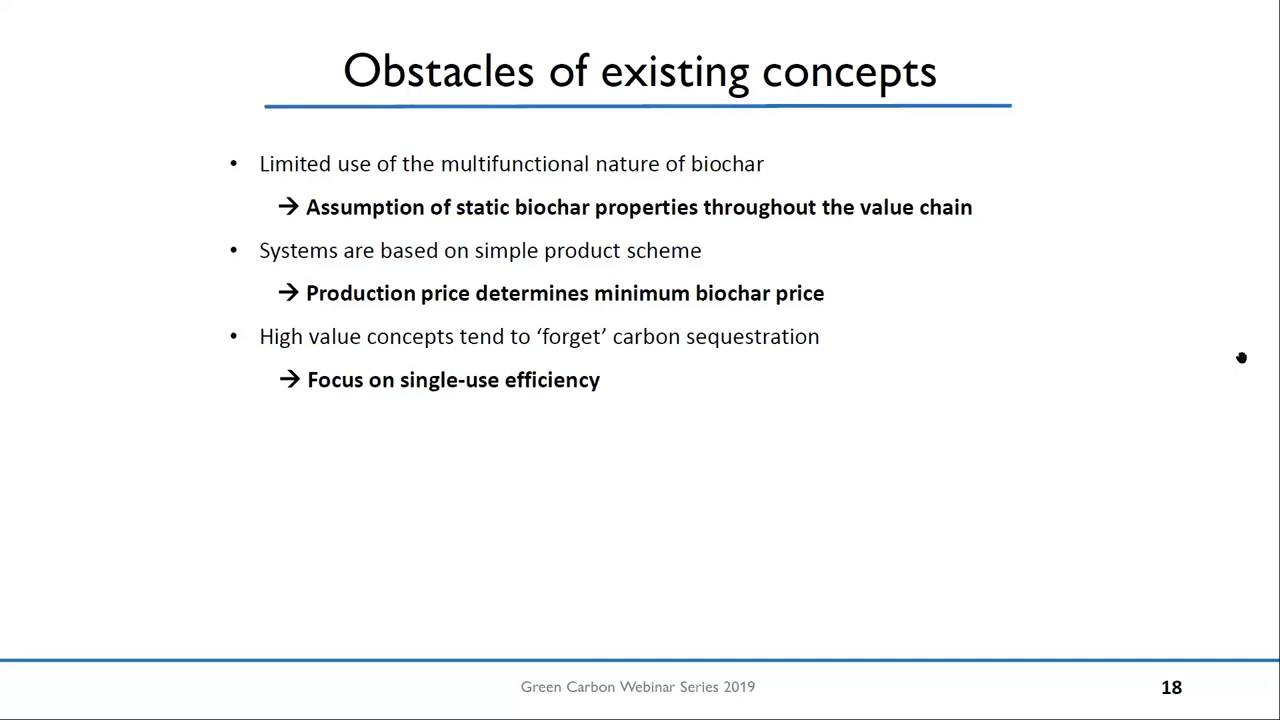 Obstacles of existing concepts
• Limited use of the multifunctional nature of biochar
→ Assumption of static biochar properties throughout the value chain
• Systems are based on simple product scheme
→ Production price determines minimum biochar price
• High value concepts tend to ‘forget’ carbon sequestration
→ Focus on single-use efficiency
Green Carbon Webinar Series 2019
18